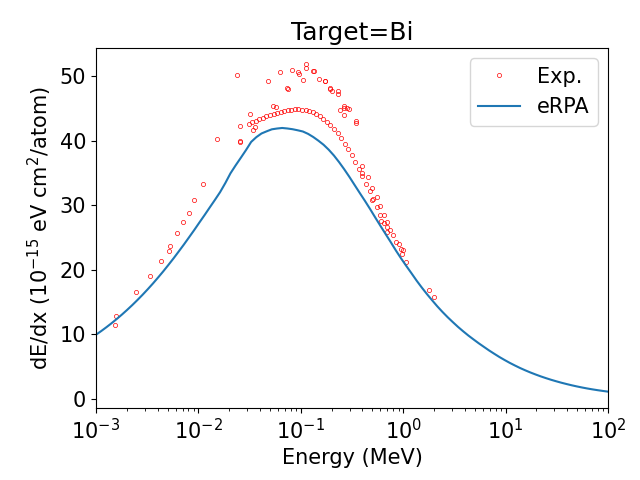 Target=Bi
Exp.
eRPA
dE/dx (10⁻¹⁵ eV cm²/atom)
50
40
30
20
10
0
10⁻³ 10⁻² 10⁻¹ 10⁰ 10¹ 10²
Energy (MeV)